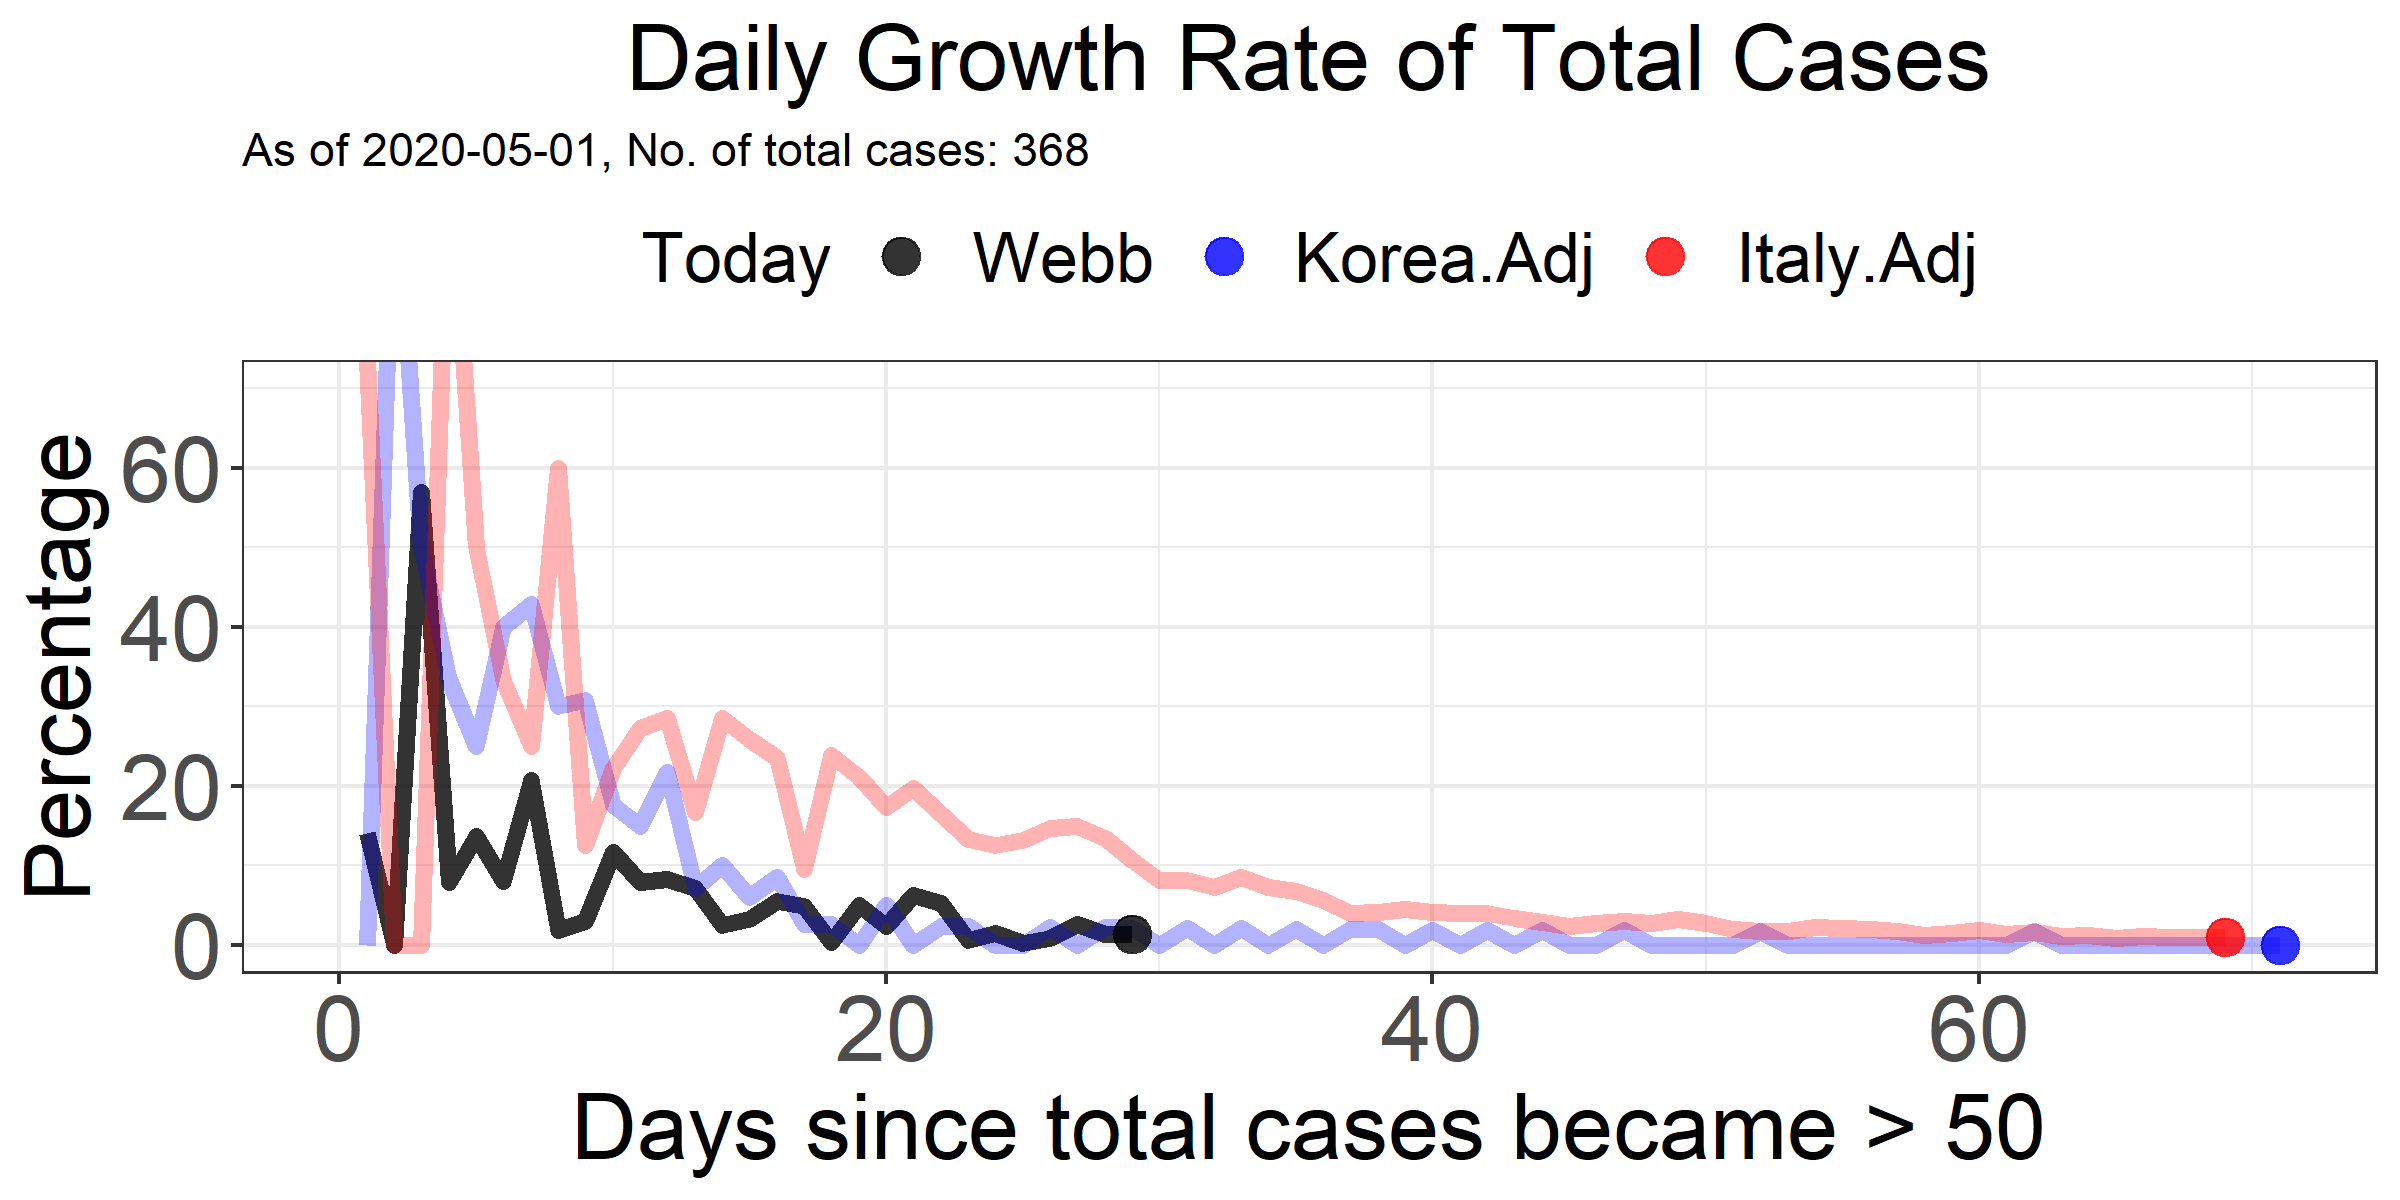 Daily Growth Rate of Total Cases
As of 2020-05-01, No. of total cases: 368
Today Webb Korea.Adj Italy.Adj
Percentage
60
40
20
0
0 20 40 60
Days since total cases became > 50